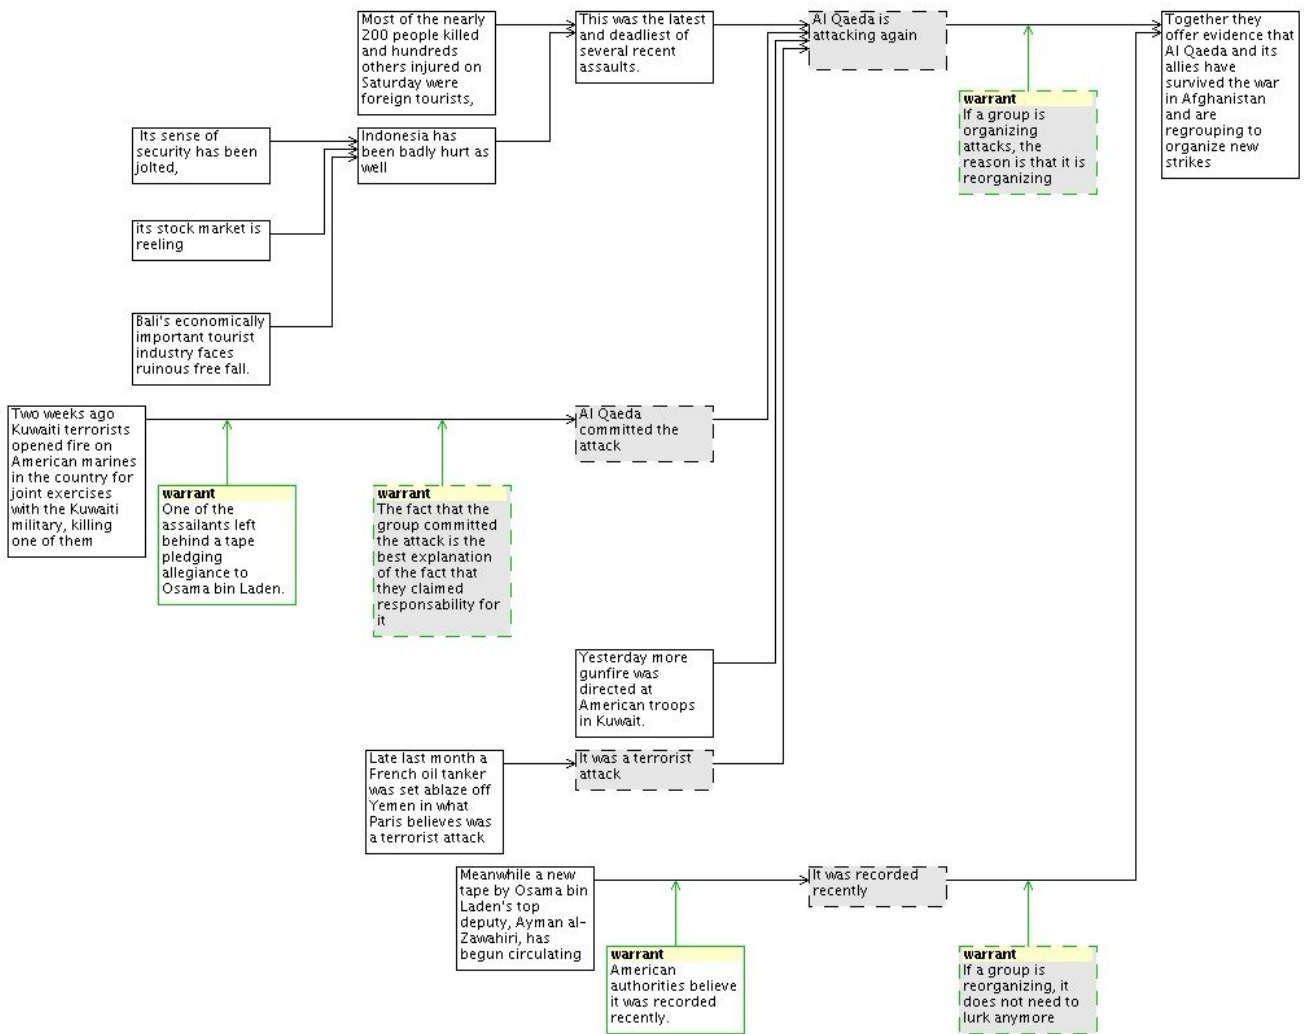 Most of the nearly
200 people killed
and hundreds
others injured on
Saturday were
foreign tourists,
This was the latest
and deadliest of
several recent
assaults.
Al Qaeda is
attacking again
Together they
offer evidence that
Al Qaeda and its
allies have
survived the war
in Afghanistan
and are
regrouping to
organize new
strikes
warrant
If a group is
organizing
attacks, the
reason is that it is
reorganizing
Its sense of
security has been
jolted,
Indonesia has
been badly hurt as
well
its stock market is
reeling
Bali's economically
important tourist
industry faces
ruinous free fall.
Two weeks ago
Kuwaiti terrorists
opened fire on
American marines
in the country for
joint exercises
with the Kuwaiti
military, killing
one of them
Al Qaeda
committed the
attack
warrant
One of the
assailants left
behind a tape
pledging
allegiance to
Osama bin Laden.
warrant
The fact that the
group committed
the attack is the
best explanation
of the fact that
they claimed
responsability for
it
Yesterday more
gunfire was
directed at
American troops
in Kuwait.
Late last month a
French oil tanker
was set ablaze off
Yemen in what
Paris believes was
a terrorist attack
It was a terrorist
attack
Meanwhile a new
tape by Osama bin
Laden's top
deputy, Ayman al-
Zawahiri, has
begun circulating
It was recorded
recently
warrant
American
authorities believe
it was recorded
recently.
warrant
If a group is
reorganizing, it
does not need to
lurk anymore